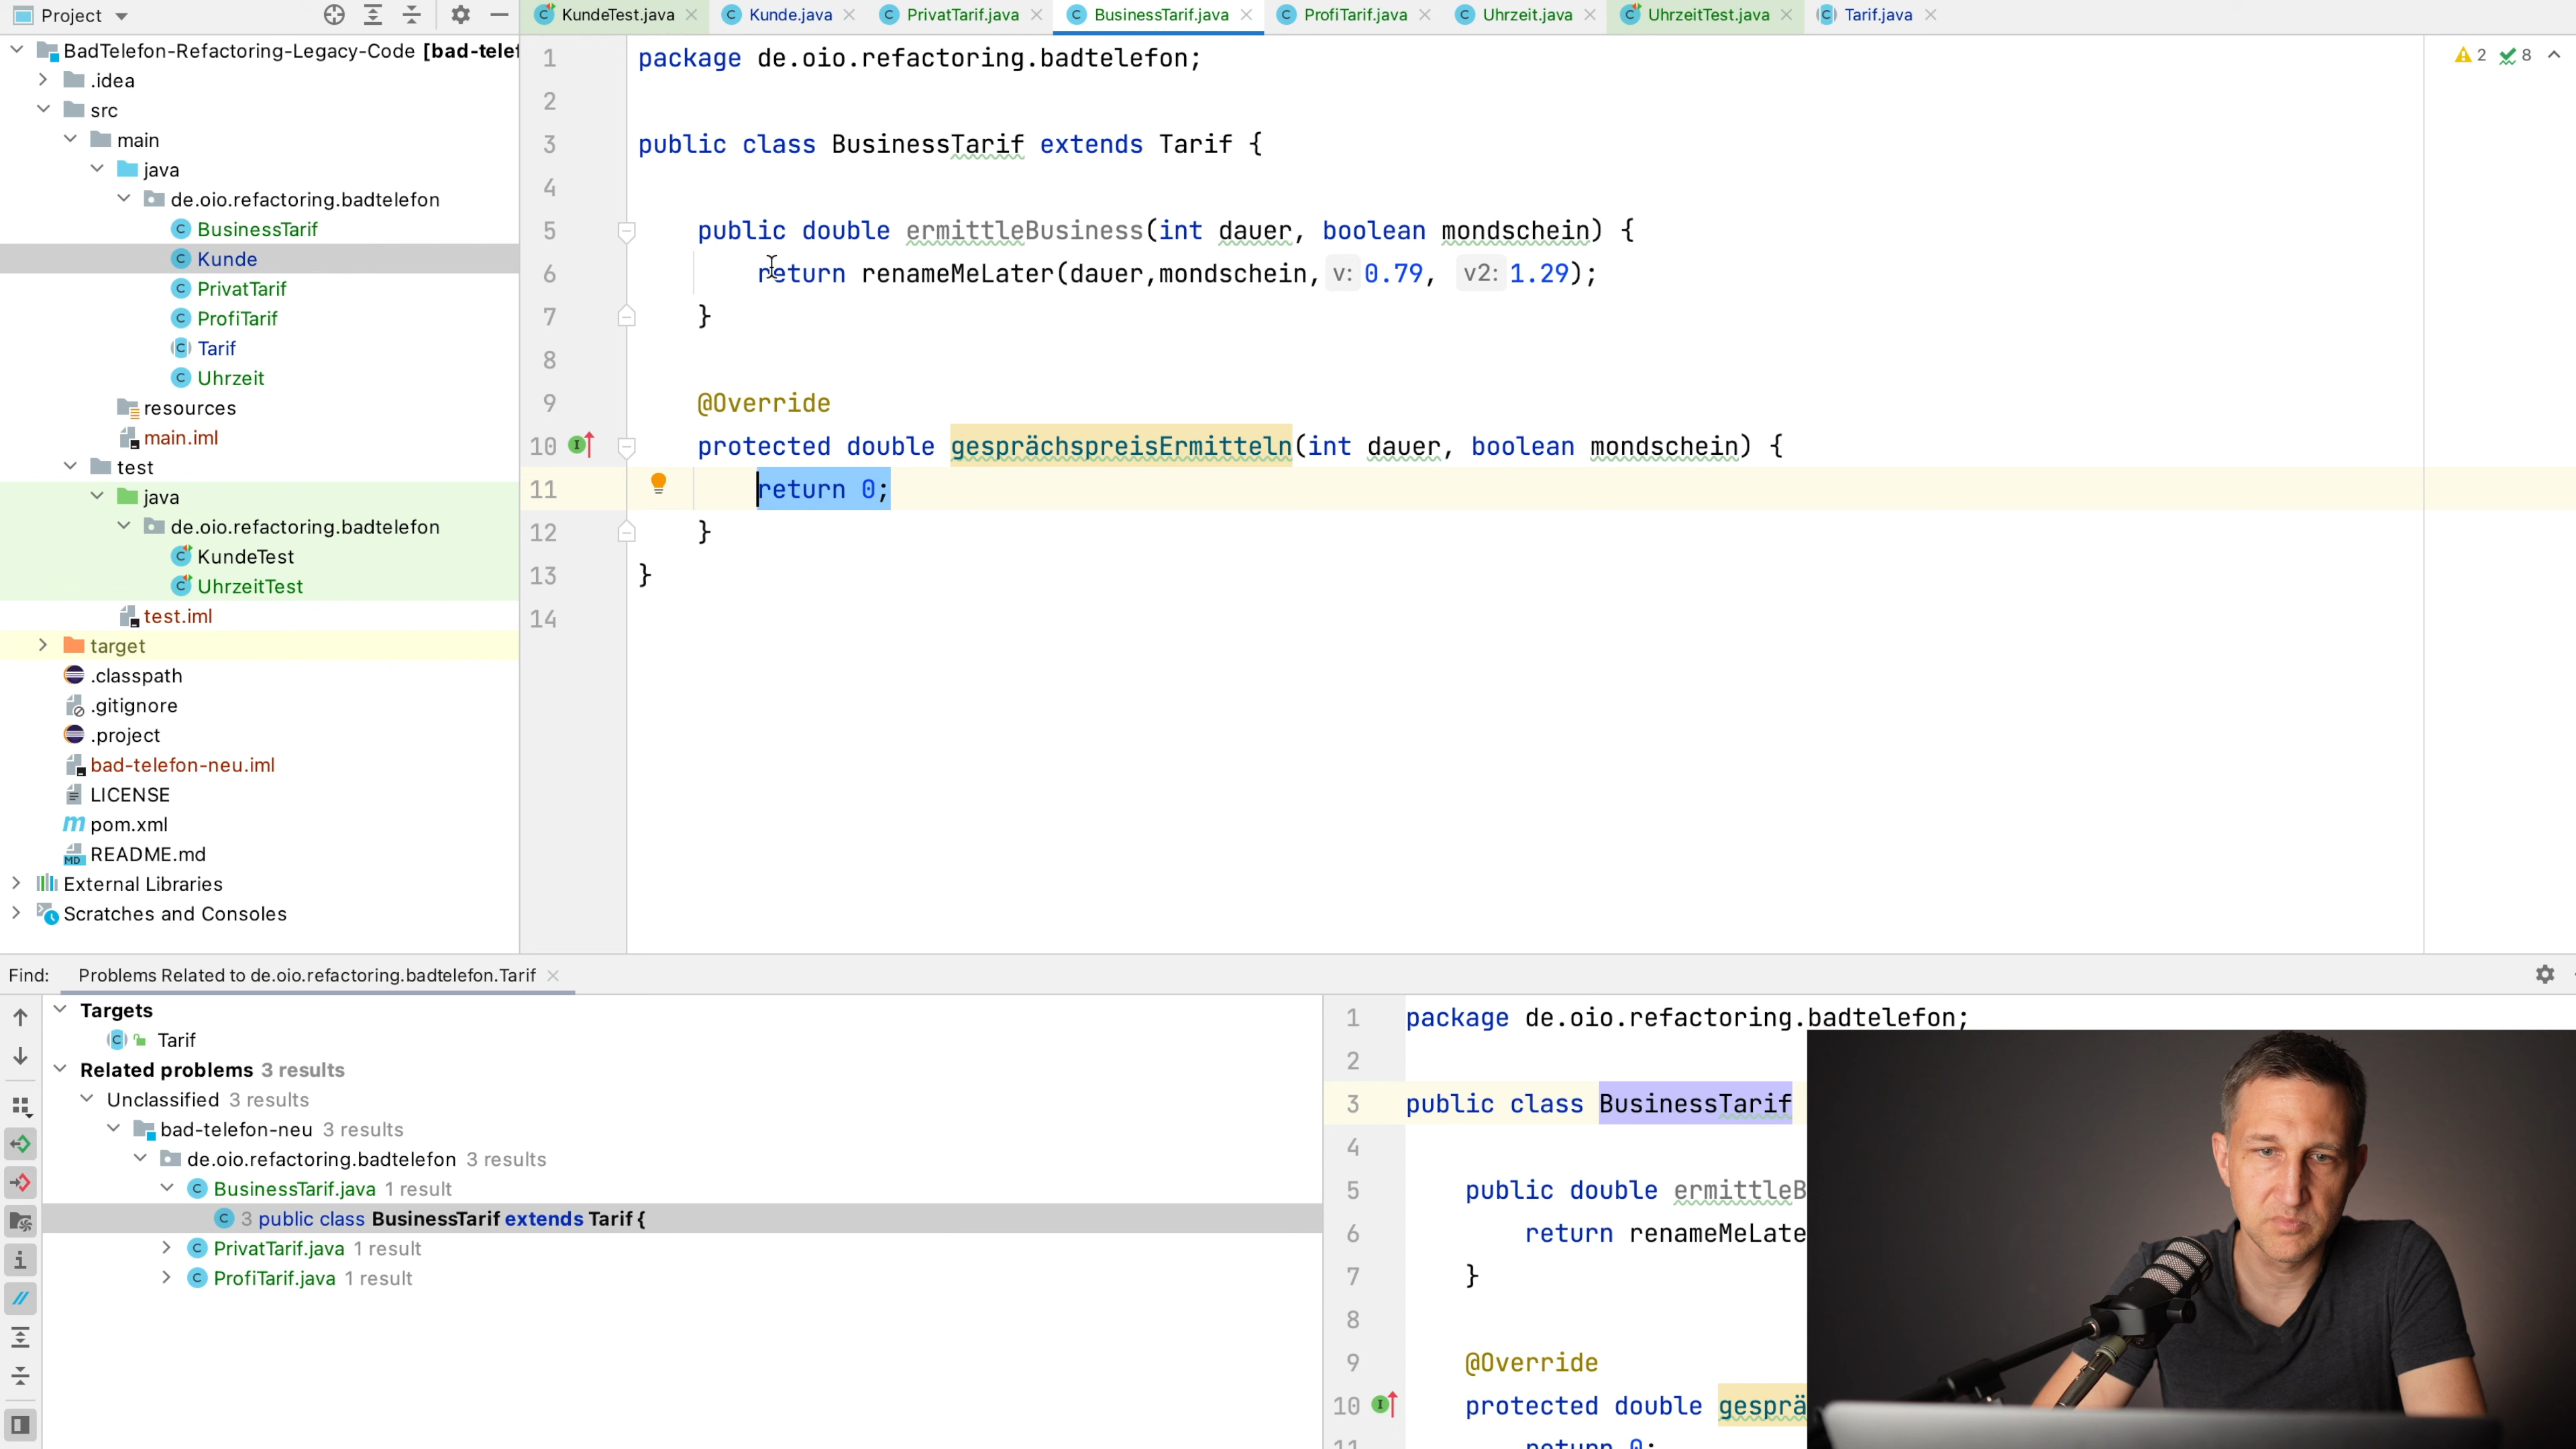 Project
KundeTest.java
Kunde.java
PrivatTarif.java
BusinessTarif.java
ProfiTarif.java
Uhrzeit.java
UhrzeitTest.java
Tarif.java
BadTelefon-Refactoring-Legacy-Code [bad-telef
.idea
src
main
java
de.oio.refactoring.badtelefon
BusinessTarif
Kunde
PrivatTarif
ProfiTarif
Tarif
Uhrzeit
resources
main.iml
test
java
de.oio.refactoring.badtelefon
KundeTest
UhrzeitTest
test.iml
target
.classpath
.gitignore
.project
bad-telefon-neu.iml
LICENSE
pom.xml
README.md
External Libraries
Scratches and Consoles
2 8
1 package de.oio.refactoring.badtelefon;
2
3 public class BusinessTarif extends Tarif {
4
5 public double ermittleBusiness(int dauer, boolean mondschein) {
6 return renameMeLater(dauer,mondschein, v: 0.79, v2: 1.29);
7 }
8
9 @Override
10 protected double gesprächspreisErmitteln(int dauer, boolean mondschein) {
11 return 0;
12 }
13 }
14
Find: Problems Related to de.oio.refactoring.badtelefon.Tarif
Targets
Tarif
Related problems 3 results
Unclassified 3 results
bad-telefon-neu 3 results
de.oio.refactoring.badtelefon 3 results
BusinessTarif.java 1 result
3 public class BusinessTarif extends Tarif {
PrivatTarif.java 1 result
ProfiTarif.java 1 result
1 package de.oio.refactoring.badtelefon;
2
3 public class BusinessTarif
4
5 public double ermittleB
6 return renameMeLate
7 }
8
9 @Override
10 protected double gesprä
11 return 0;